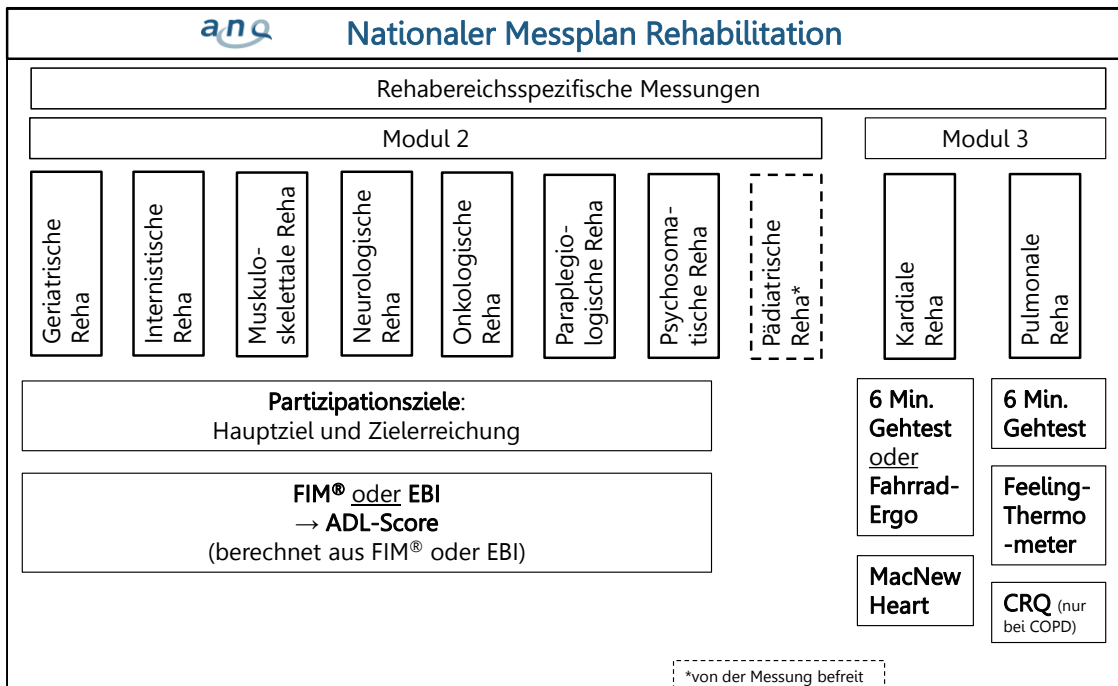 anq Nationaler Messplan Rehabilitation
Rehabereichsspezifische Messungen
Modul 2
Modul 3
Geriatrische
Reha
Internistische
Reha
Muskulo-
skelettale Reha
Neurologische
Reha
Onkologische
Reha
Paraplegio-
logische Reha
Psychosoma-
tische Reha
Pädiatrische
Reha*
Kardiale
Reha
Pulmonale
Reha
Partizipationsziele:
Hauptziel und Zielerreichung
FIM® oder EBI
→ ADL-Score
(berechnet aus FIM® oder EBI)
6 Min.
Gehtest
oder
Fahrrad-
Ergo
MacNew
Heart
6 Min.
Gehtest
Feeling-
Thermo
-meter
CRQ (nur
bei COPD)
*von der Messung befreit